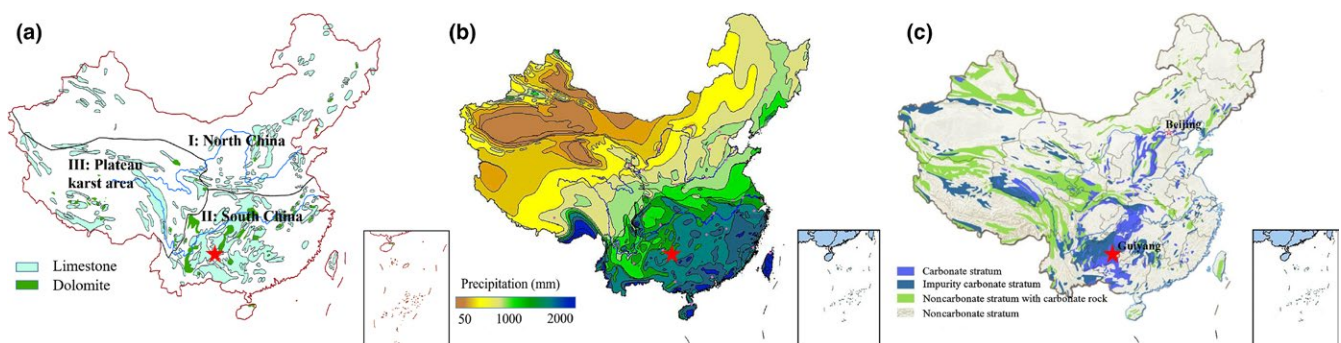 (a)
I: North China
III: Plateau
karst area
II: South China
Limestone
Dolomite
(b)
Precipitation (mm)
50 1000 2000
(c)
Beijing
Guiyang
Carbonate stratum
Impurity carbonate stratum
Noncarbonate stratum with carbonate rock
Noncarbonate stratum